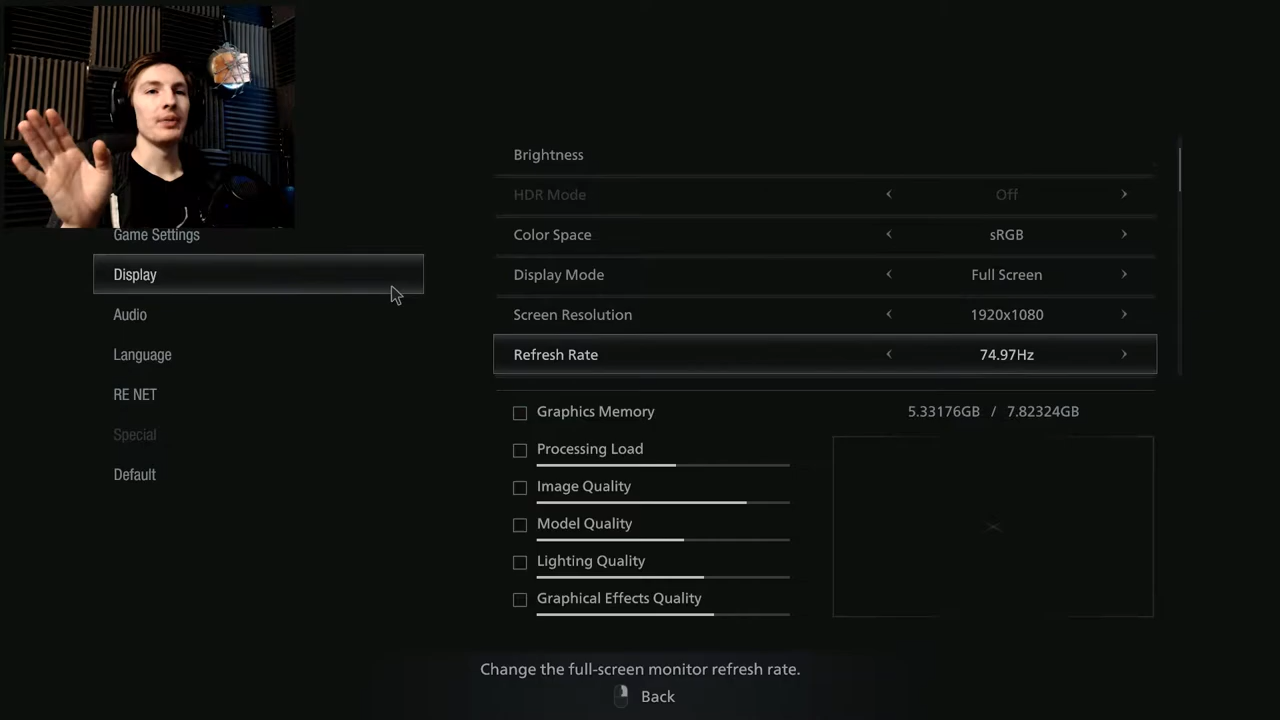 Brightness
HDR Mode Off
Game Settings
Color Space sRGB
Display
Display Mode Full Screen
Audio
Screen Resolution 1920x1080
Language
Refresh Rate 74.97Hz
RE NET
Graphics Memory 5.33176GB / 7.82324GB
Special
Processing Load
Default
Image Quality
Model Quality
Lighting Quality
Graphical Effects Quality
Change the full-screen monitor refresh rate.
Back